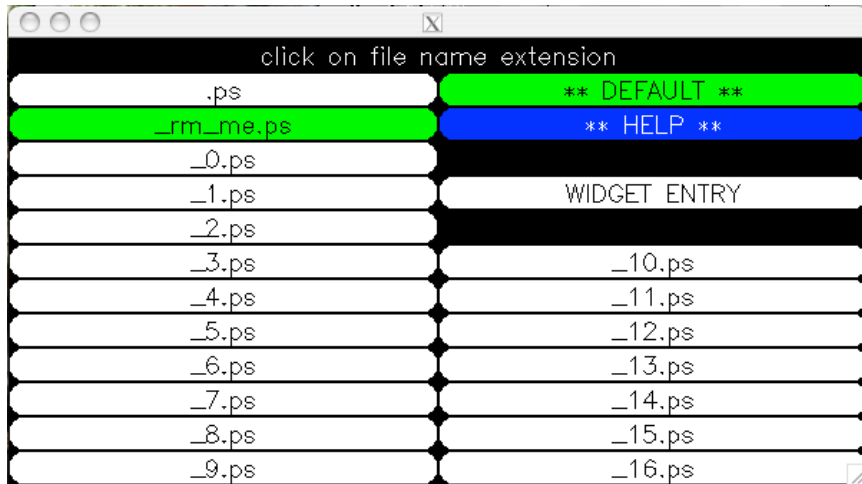 click on file name extension
.ps
** DEFAULT **
_rm_me.ps
** HELP **
_0.ps
_1.ps
WIDGET ENTRY
_2.ps
_3.ps
_10.ps
_4.ps
_11.ps
_5.ps
_12.ps
_6.ps
_13.ps
_7.ps
_14.ps
_8.ps
_15.ps
_9.ps
_16.ps